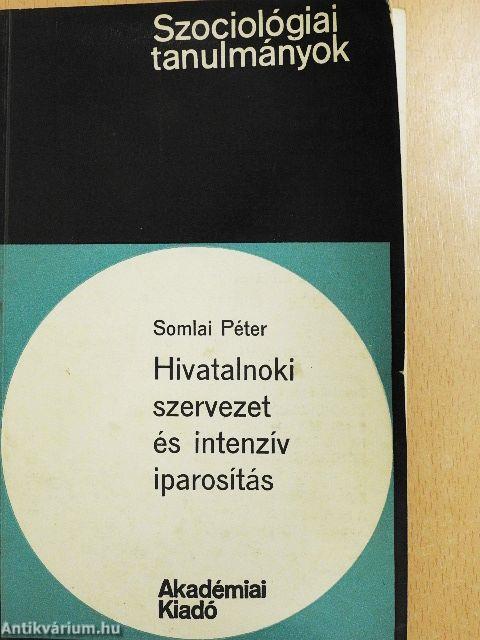 Szociológiai
tanulmányok
Somlai Péter
Hivatalnoki
szervezet
és intenzív
iparosítás
Akadémiai
Kiadó
Antikvárium.hu